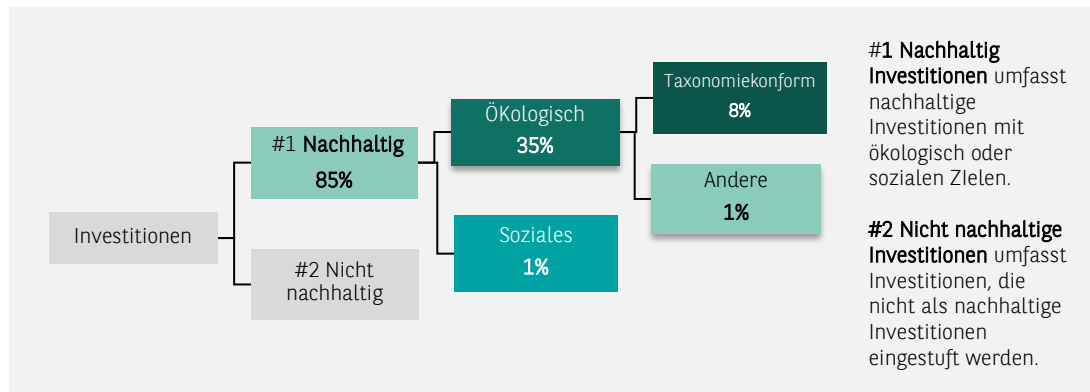 Investitionen
#1 Nachhaltig
85%
#2 Nicht
nachhaltig
ÖKologisch
35%
Soziales
1%
Taxonomiekonform
8%
Andere
1%
#1 Nachhaltig
Investitionen umfasst
nachhaltige
Investitionen mit
ökologisch oder
sozialen ZIelen.
#2 Nicht nachhaltige
Investitionen umfasst
Investitionen, die
nicht als nachhaltige
Investitionen
eingestuft werden.